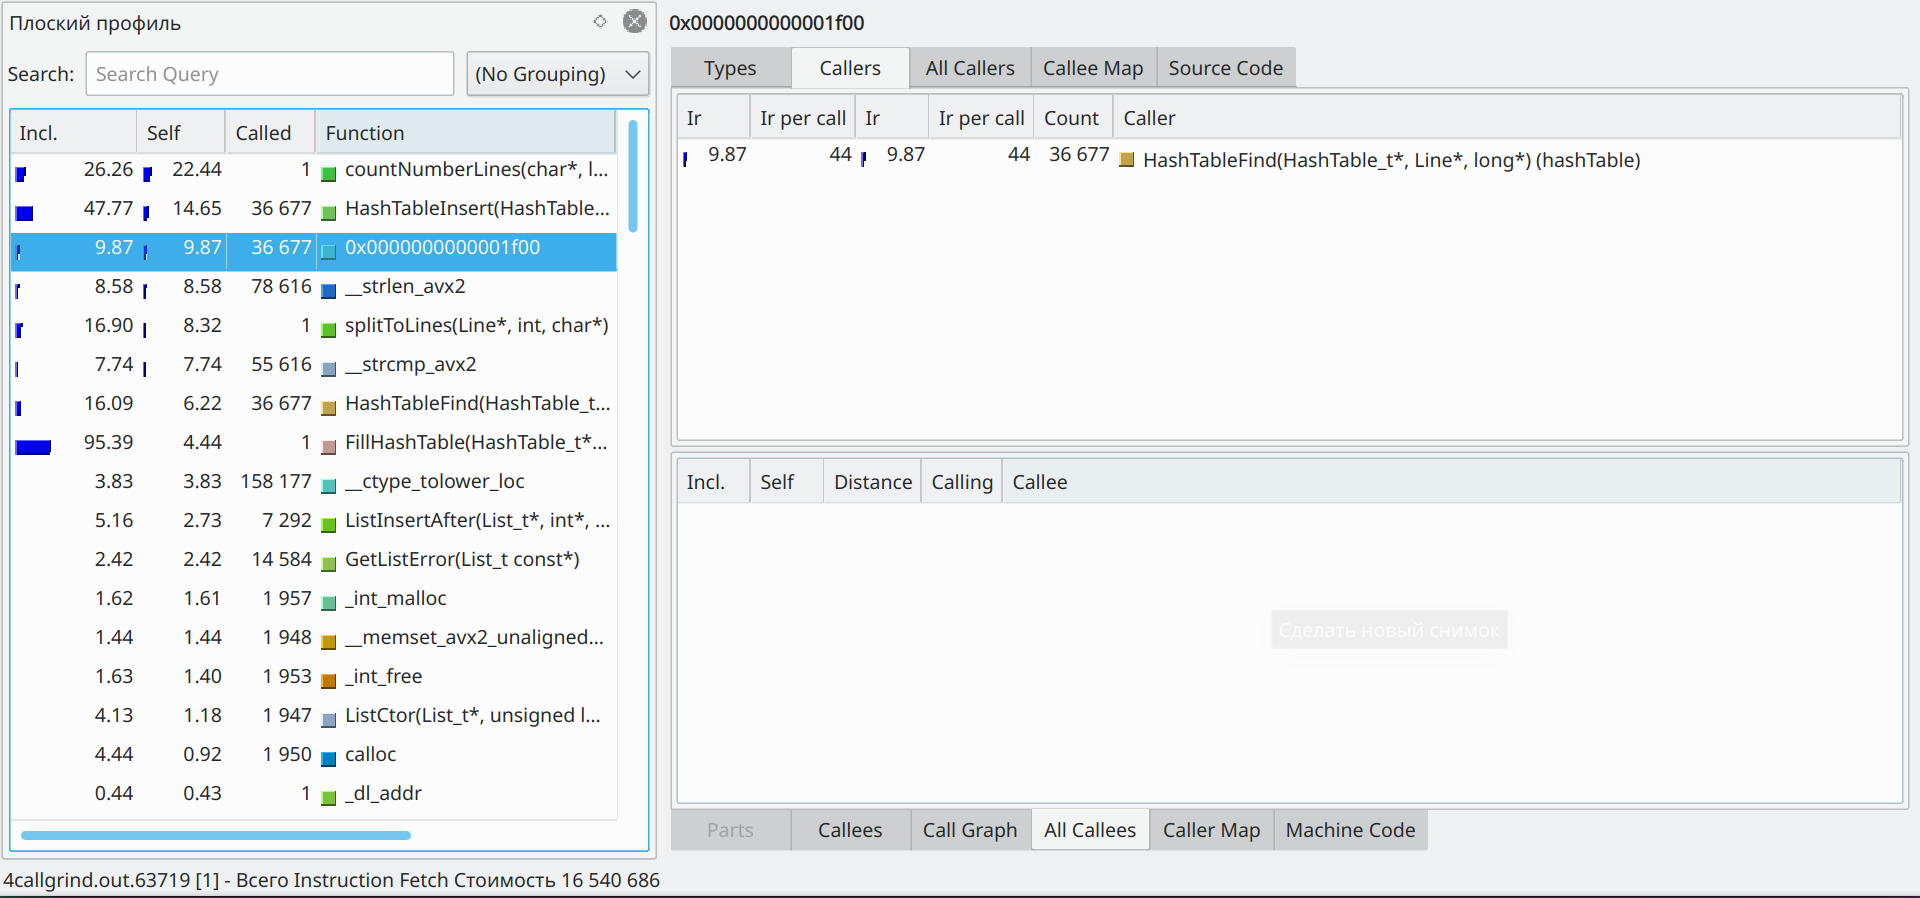 Плоский профиль
Search: Search Query (No Grouping)
Incl. Self Called Function
26.26 22.44 1 countNumberLines(char*, l...
47.77 14.65 36 677 HashTableInsert(HashTable...
9.87 9.87 36 677 0x0000000000001f00
8.58 8.58 78 616 __strlen_avx2
16.90 8.32 1 splitToLines(Line*, int, char*)
7.74 7.74 55 616 __strcmp_avx2
16.09 6.22 36 677 HashTableFind(HashTable_t...
95.39 4.44 1 FillHashTable(HashTable_t*...
3.83 3.83 158 177 __ctype_tolower_loc
5.16 2.73 7 292 ListInsertAfter(List_t*, int*, ...
2.42 2.42 14 584 GetListError(List_t const*)
1.62 1.61 1 957 _int_malloc
1.44 1.44 1 948 __memset_avx2_unaligned...
1.63 1.40 1 953 _int_free
4.13 1.18 1 947 ListCtor(List_t*, unsigned l...
4.44 0.92 1 950 calloc
0.44 0.43 1 _dl_addr
0x0000000000001f00
Types Callers All Callers Callee Map Source Code
Ir Ir per call Ir Ir per call Count Caller
9.87 44 9.87 44 36 677 HashTableFind(HashTable_t*, Line*, long*) (hashTable)
Incl. Self Distance Calling Callee
Сделать новый снимок
Parts Callees Call Graph All Callees Caller Map Machine Code
4callgrind.out.63719 [1] - Всего Instruction Fetch Стоимость 16 540 686